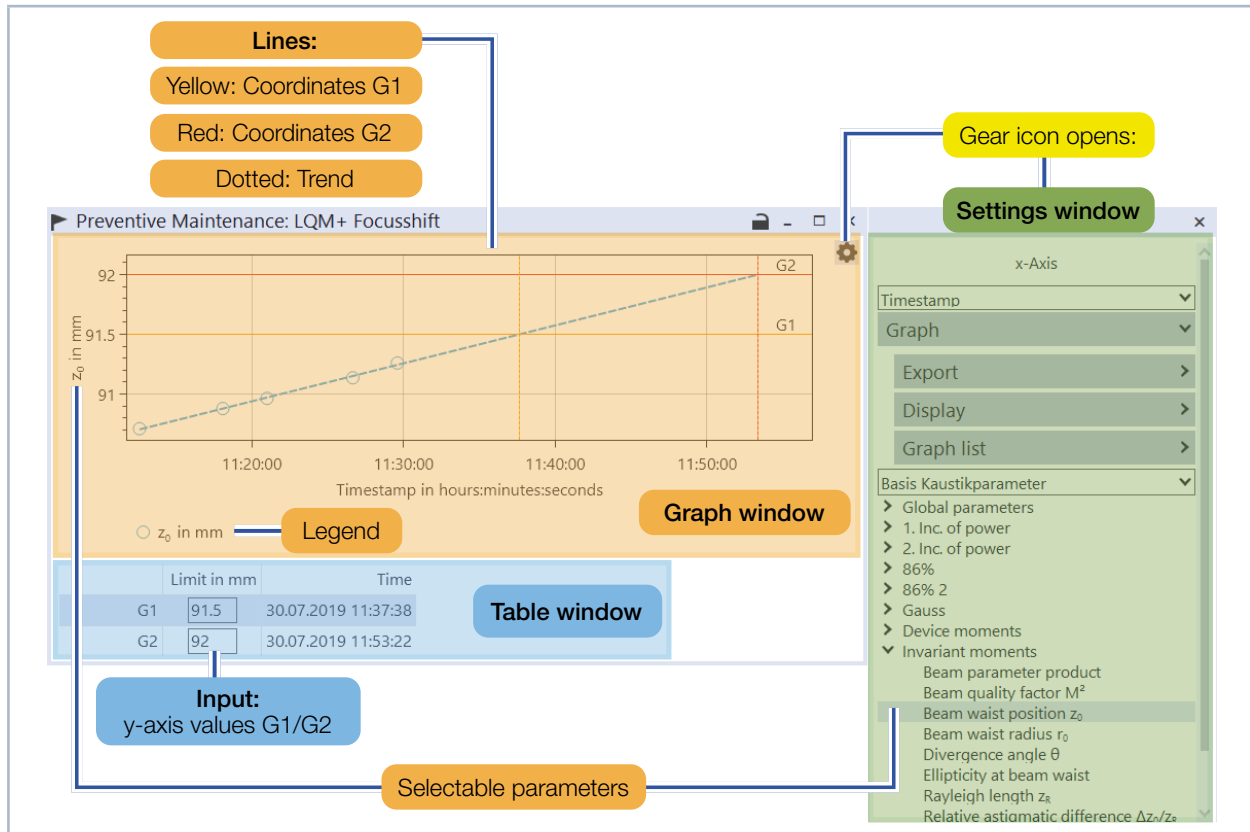 Lines:
Yellow: Coordinates G1
Red: Coordinates G2
Dotted: Trend
Gear icon opens:
Settings window
Preventive Maintenance: LQM+ Focusshift
G2
G1
92
91.5
91
z₀ in mm
11:20:00 11:30:00 11:40:00 11:50:00
Timestamp in hours:minutes:seconds
z₀ in mm
Legend
Graph window
Limit in mm Time
G1 91.5 30.07.2019 11:37:38
G2 92 30.07.2019 11:53:22
Table window
Input:
y-axis values G1/G2
Selectable parameters
x-Axis
Timestamp
Graph
Export
Display
Graph list
Basis Kaustikparameter
Global parameters
1. Inc. of power
2. Inc. of power
86%
86% 2
Gauss
Device moments
Invariant moments
Beam parameter product
Beam quality factor M²
Beam waist position z₀
Beam waist radius r₀
Divergence angle θ
Ellipticity at beam waist
Rayleigh length zR
Relative astigmatic difference Δz₀/zR